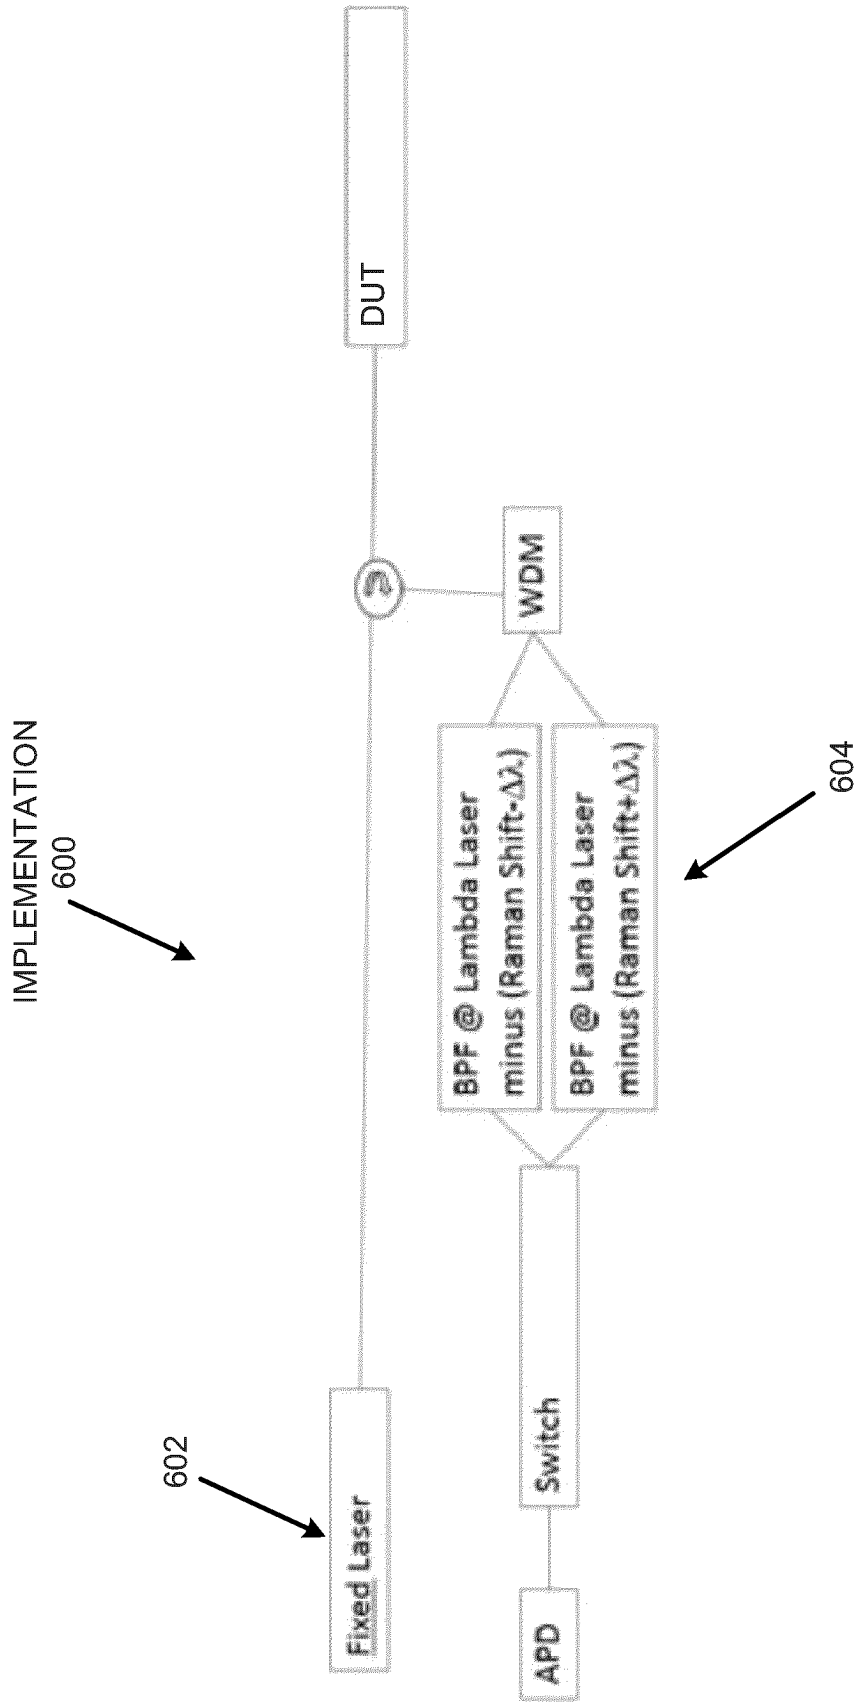 IMPLEMENTATION
600
602
Fixed Laser
DUT
WDM
BPF @ Lambda Laser
minus (Raman Shift-Δλ)
BPF @ Lambda Laser
minus (Raman Shift+Δλ)
604
Switch
APD